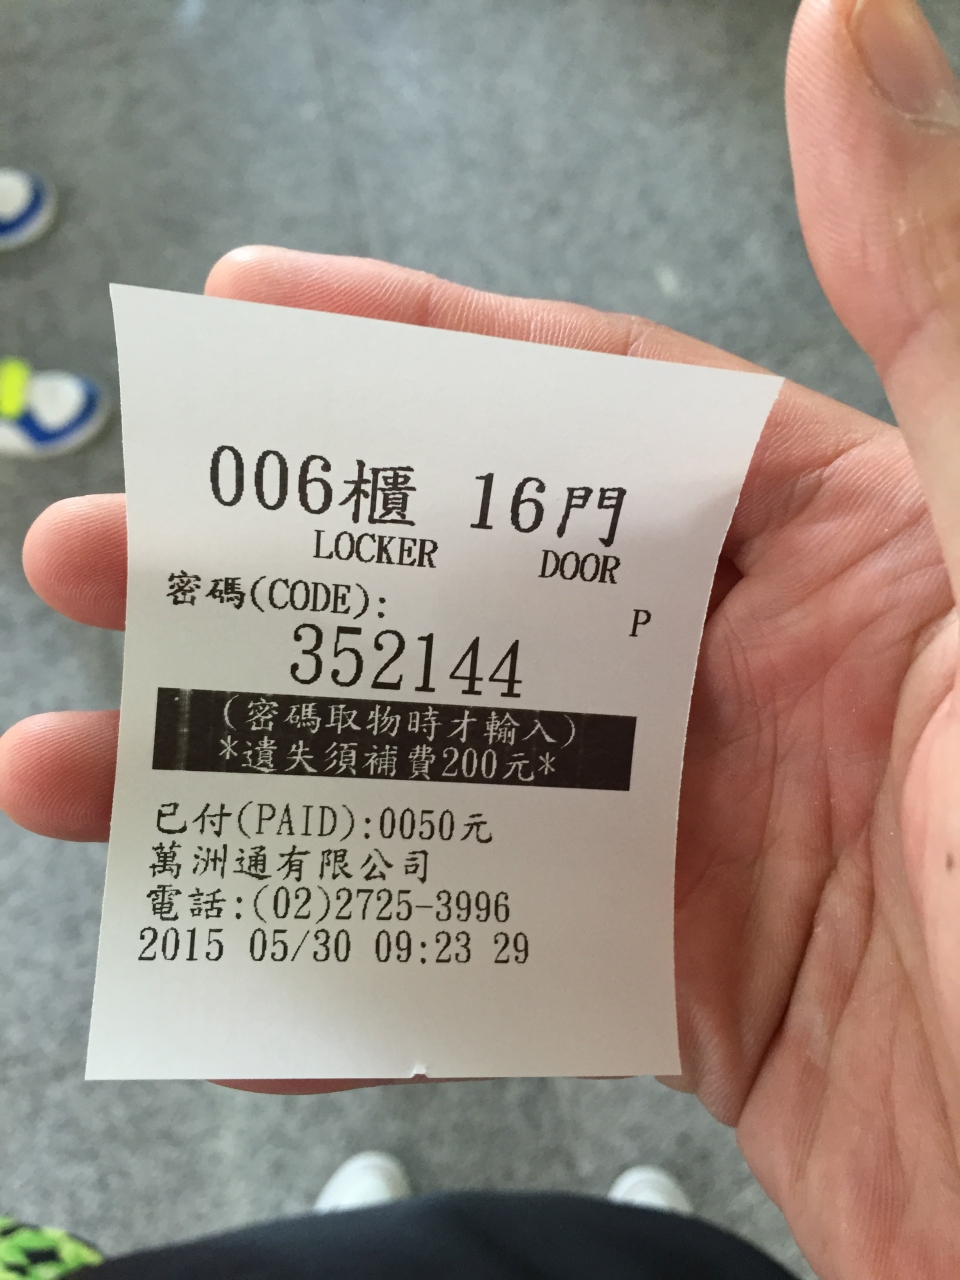 006櫃 16門
LOCKER DOOR
密碼(CODE):
P
352144
(密碼取物時才輸入)
*遺失須補費200元*
已付(PAID):0050元
萬洲通有限公司
電話:(02)2725-3996
2015 05/30 09:23 29